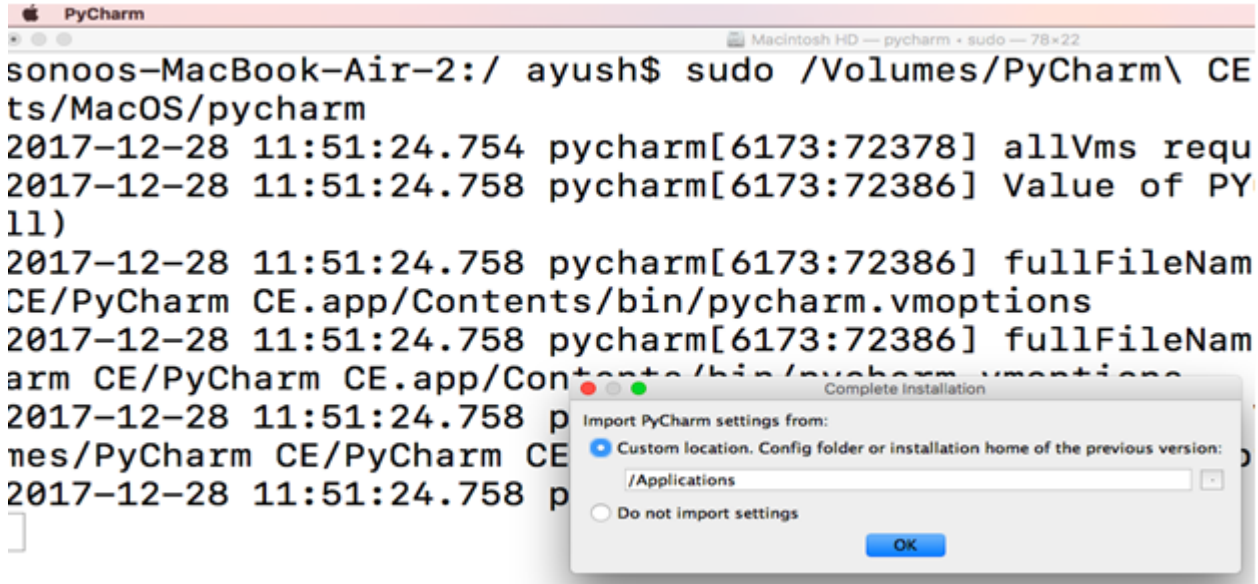 PyCharm
Macintosh HD — pycharm • sudo — 78×22
sonoos-MacBook-Air-2:/ ayush$ sudo /Volumes/PyCharm\ CE
ts/MacOS/pycharm
2017-12-28 11:51:24.754 pycharm[6173:72378] allVms requ
2017-12-28 11:51:24.758 pycharm[6173:72386] Value of PY
ll)
2017-12-28 11:51:24.758 pycharm[6173:72386] fullFileNam
CE/PyCharm CE.app/Contents/bin/pycharm.vmoptions
2017-12-28 11:51:24.758 pycharm[6173:72386] fullFileNam
arm CE/PyCharm CE.app/Contents/bin/pycharm.vmoptions
2017-12-28 11:51:24.758 p
mes/PyCharm CE/PyCharm CE
2017-12-28 11:51:24.758 p
Complete Installation
Import PyCharm settings from:
Custom location. Config folder or installation home of the previous version:
/Applications
Do not import settings
OK